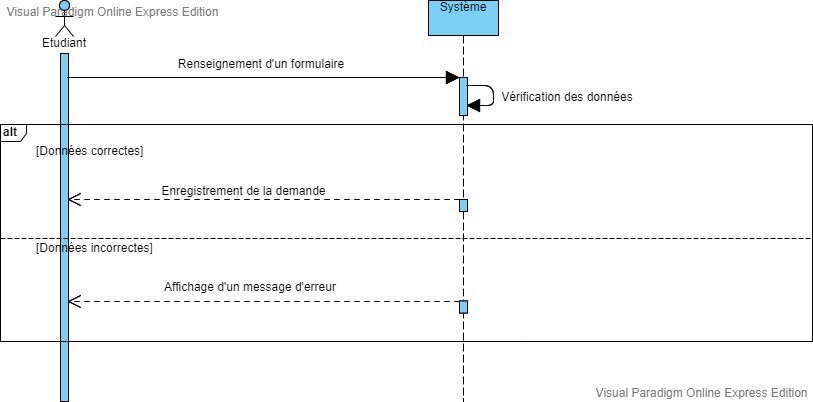 Visual Paradigm Online Express Edition
Système
Etudiant
Renseignement d'un formulaire
Vérification des données
alt
[Données correctes]
Enregistrement de la demande
[Données incorrectes]
Affichage d'un message d'erreur
Visual Paradigm Online Express Edition